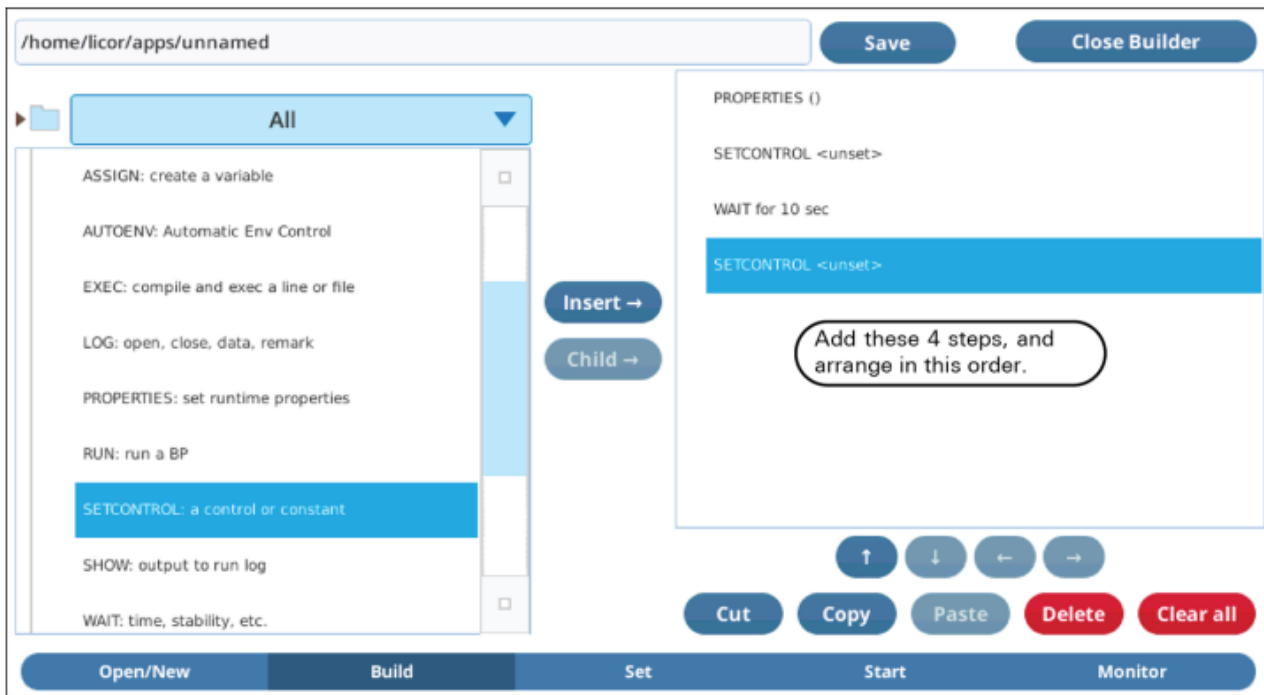 /home/licor/apps/unnamed
Save
Close Builder
All
ASSIGN: create a variable
AUTOENV: Automatic Env Control
EXEC: compile and exec a line or file
LOG: open, close, data, remark
PROPERTIES: set runtime properties
RUN: run a BP
SETCONTROL: a control or constant
SHOW: output to run log
WAIT: time, stability, etc.
Insert →
Child →
PROPERTIES ()
SETCONTROL <unset>
WAIT for 10 sec
SETCONTROL <unset>
Add these 4 steps, and
arrange in this order.
↑ ↓ ← →
Cut Copy Paste Delete Clear all
Open/New Build Set Start Monitor